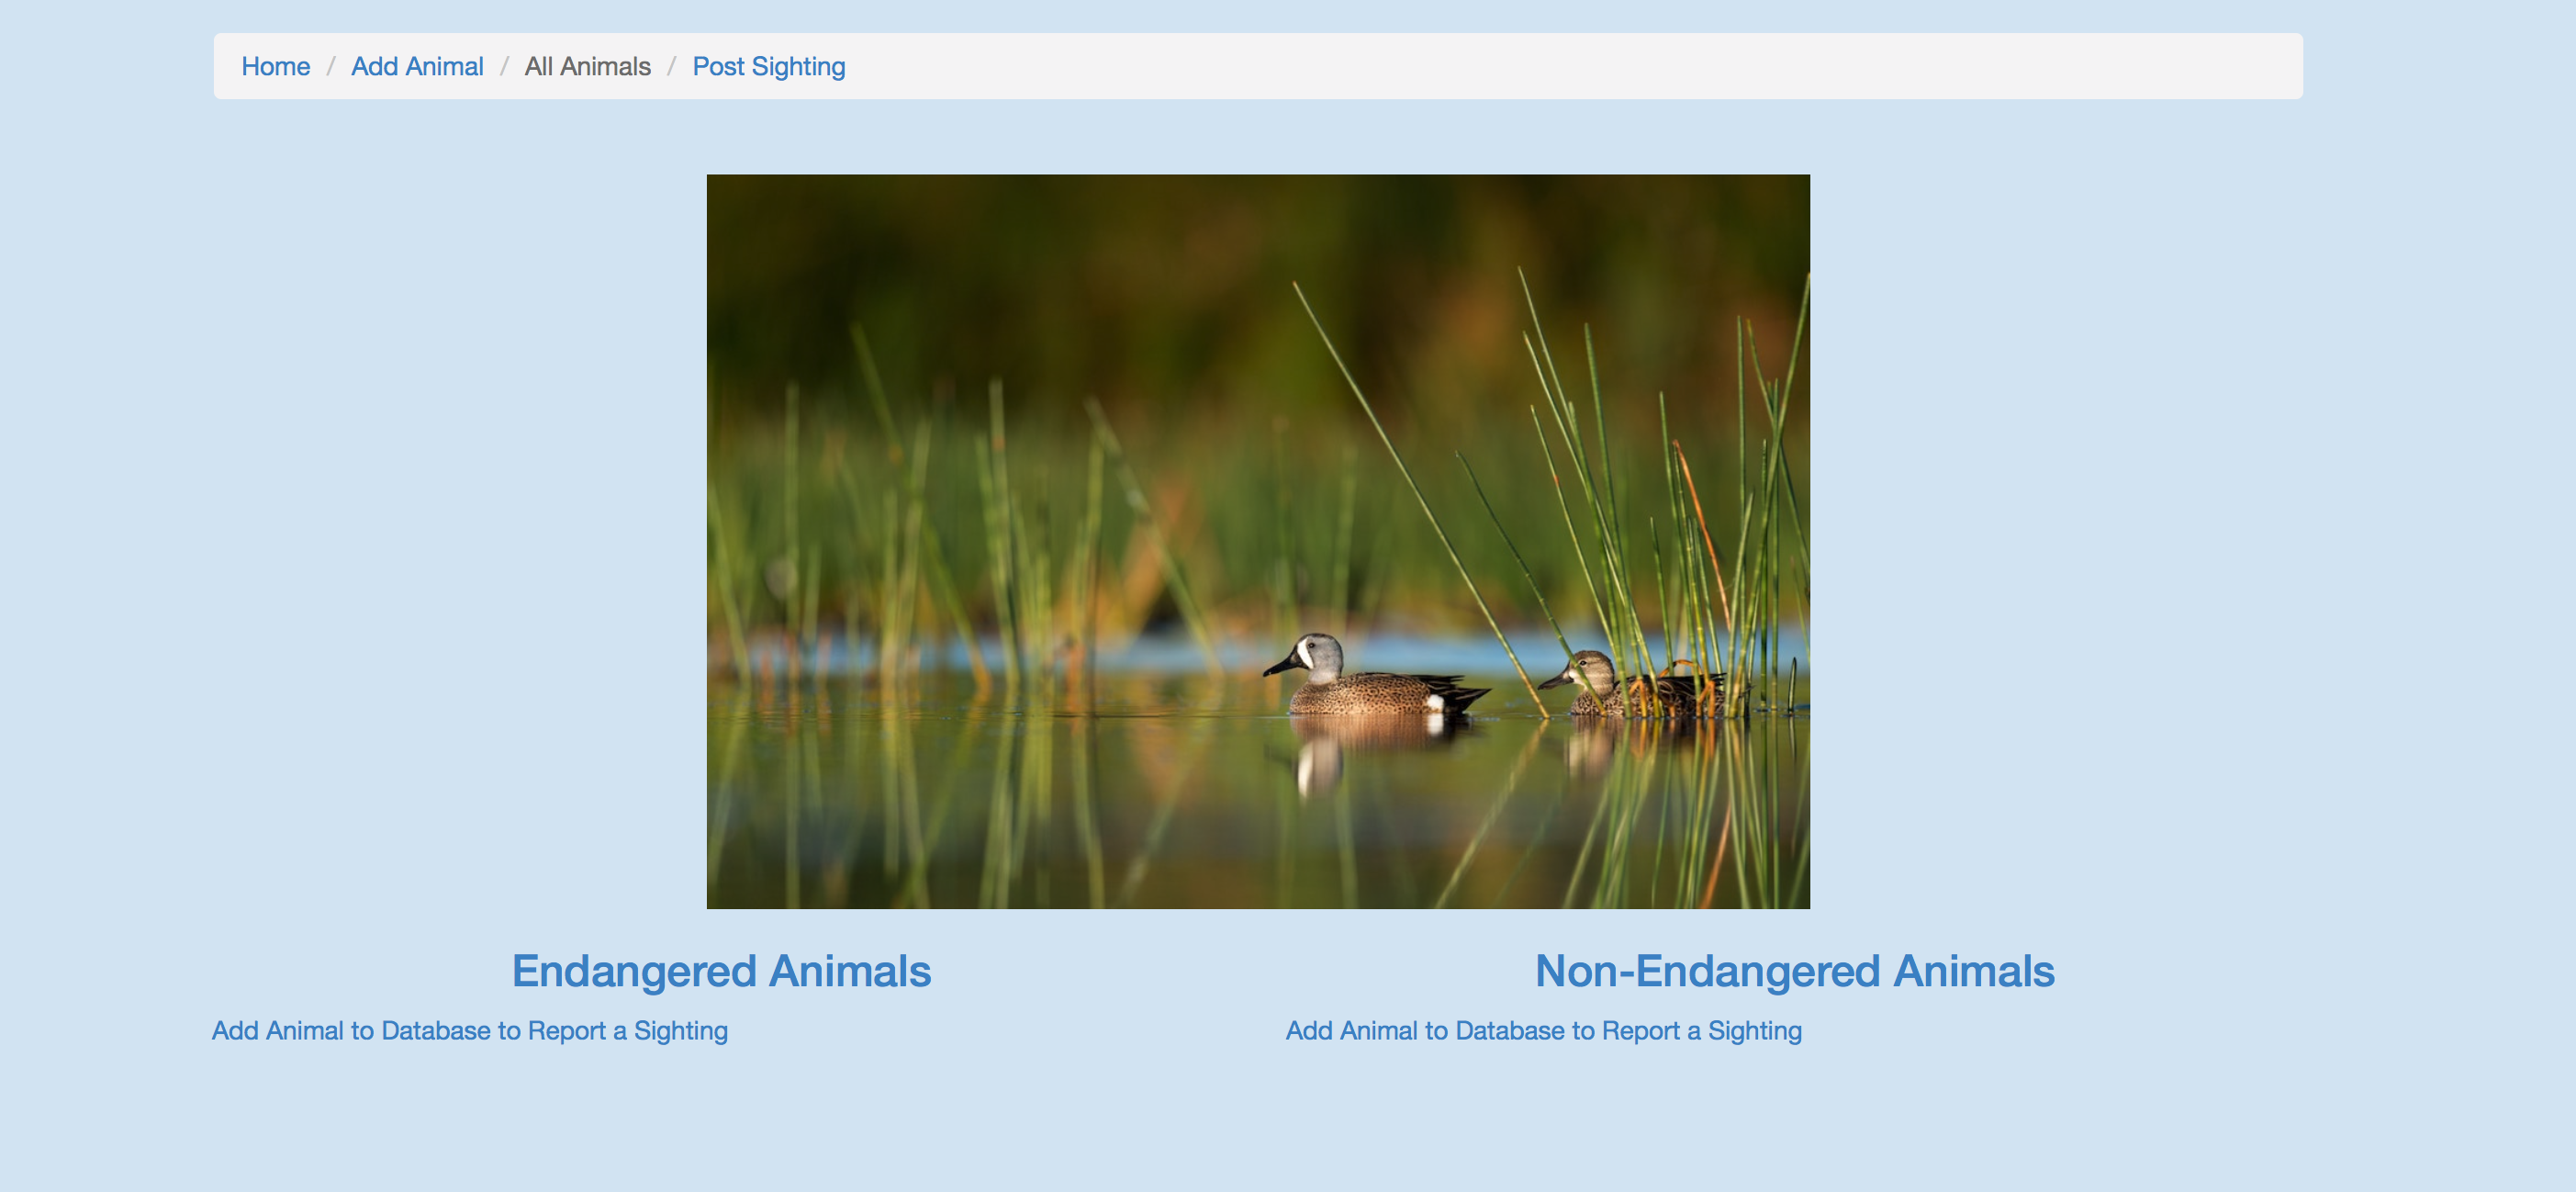 Home / Add Animal / All Animals / Post Sighting
Endangered Animals
Add Animal to Database to Report a Sighting
Non-Endangered Animals
Add Animal to Database to Report a Sighting